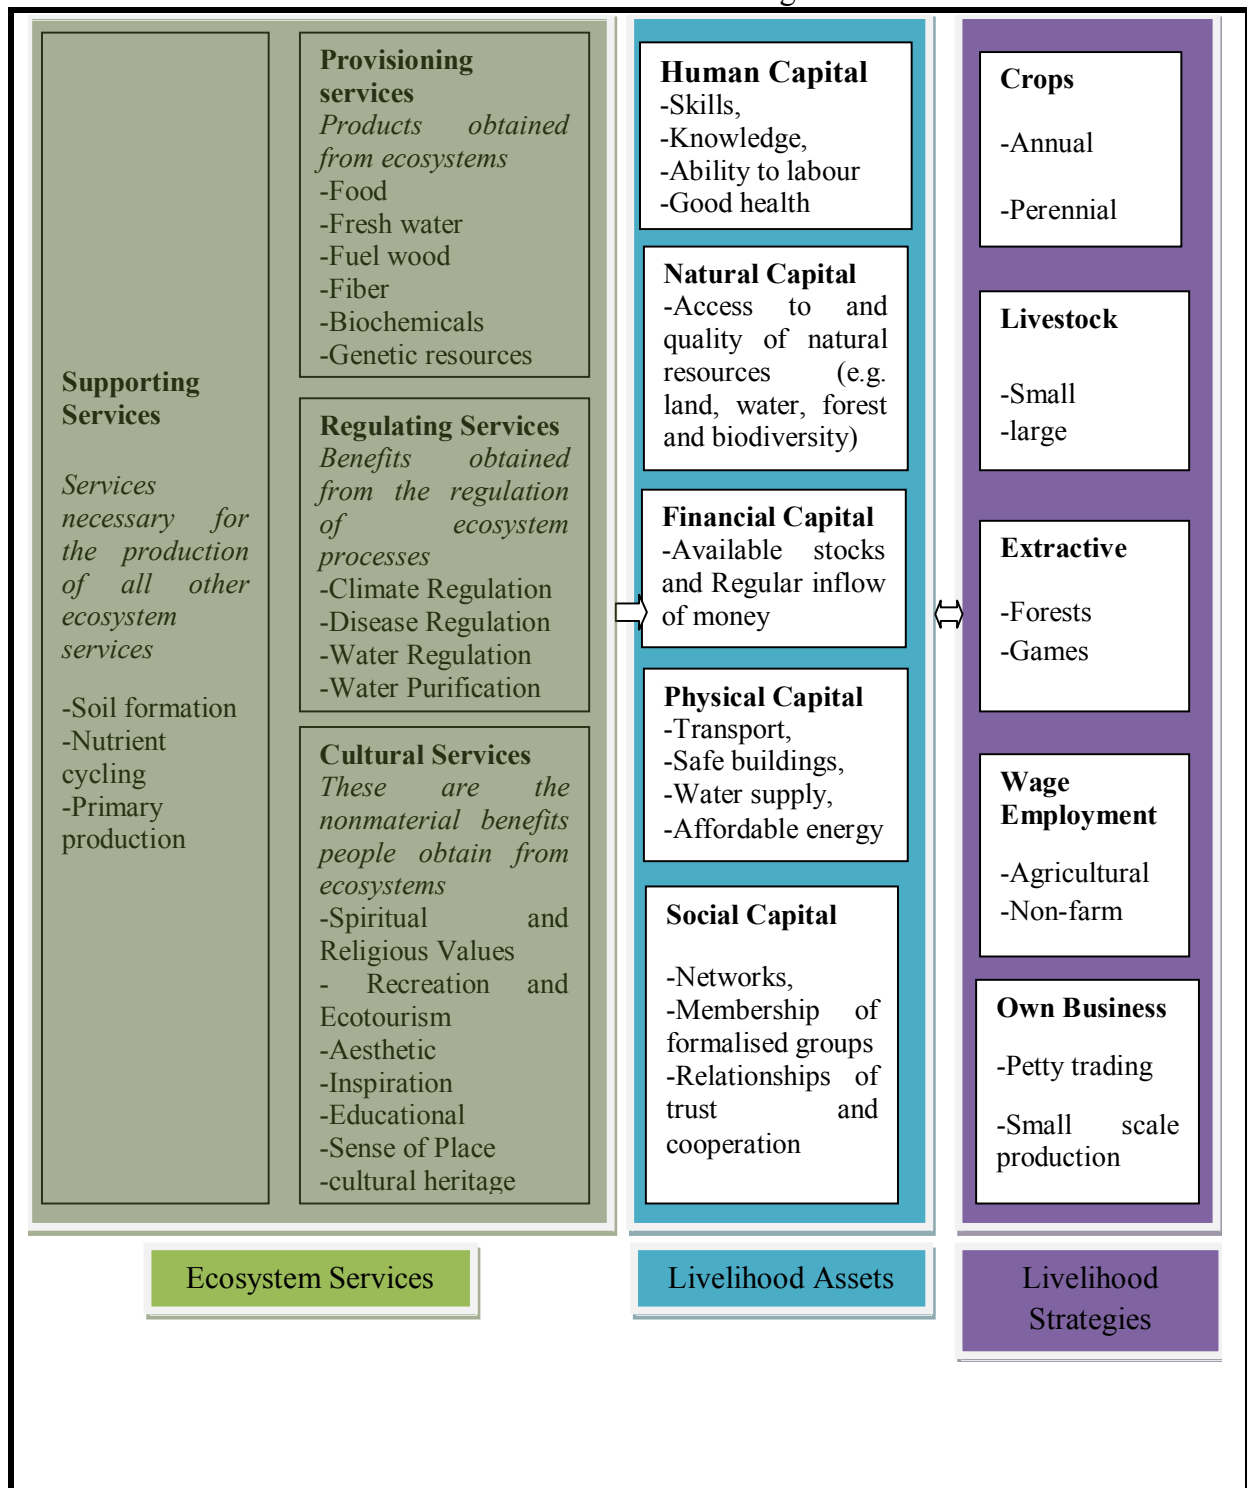 Supporting
Services
Services
necessary for
the production
of all other
ecosystem
services
-Soil formation
-Nutrient
cycling
-Primary
production
Provisioning
services
Products obtained
from ecosystems
-Food
-Fresh water
-Fuel wood
-Fiber
-Biochemicals
-Genetic resources
Regulating Services
Benefits obtained
from the regulation
of ecosystem
processes
-Climate Regulation
-Disease Regulation
-Water Regulation
-Water Purification
Cultural Services
These are the
nonmaterial benefits
people obtain from
ecosystems
-Spiritual and
Religious Values
- Recreation and
Ecotourism
-Aesthetic
-Inspiration
-Educational
-Sense of Place
-cultural heritage
Human Capital
-Skills,
-Knowledge,
-Ability to labour
-Good health
Natural Capital
-Access to and
quality of natural
resources (e.g.
land, water, forest
and biodiversity)
Financial Capital
-Available stocks
and Regular inflow
of money
Physical Capital
-Transport,
-Safe buildings,
-Water supply,
-Affordable energy
Social Capital
-Networks,
-Membership of
formalised groups
-Relationships of
trust and
cooperation
Crops
-Annual
-Perennial
Livestock
-Small
-large
Extractive
-Forests
-Games
Wage
Employment
-Agricultural
-Non-farm
Own Business
-Petty trading
-Small scale
production
Ecosystem Services
Livelihood Assets
Livelihood
Strategies